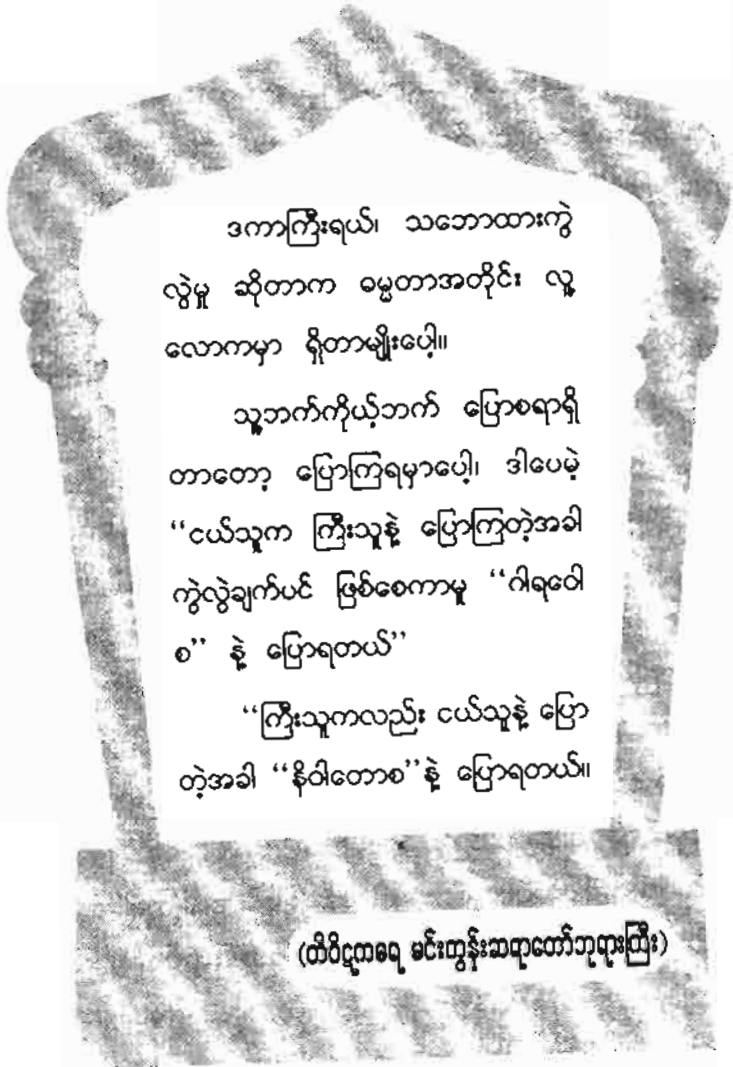 ဒကာကြီးရယ်၊ သဘောထားကွဲ
လွဲမှု ဆိုတာက ဓမ္မတာအတိုင်း လူ့
လောကမှာ ရှိတာမျိုးပေါ့။
သူ့ဘက်ကိုယ့်ဘက် ပြောစရာရှိ
တာတော့ ပြောကြရမှာပေါ့၊ ဒါပေမဲ့
“ငယ်သူက ကြီးသူနဲ့ ပြောကြတဲ့အခါ
ကွဲလွဲချက်ပင် ဖြစ်စေကာမူ “ဂါရဝေါ
စ” နဲ့ ပြောရတယ်”
“ကြီးသူကလည်း ငယ်သူနဲ့ ပြော
တဲ့အခါ “နိဝါတောစ”နဲ့ ပြောရတယ်။
(တိပိဋကဓရ မင်းကွန်းဆရာတော်ဘုရားကြီး)